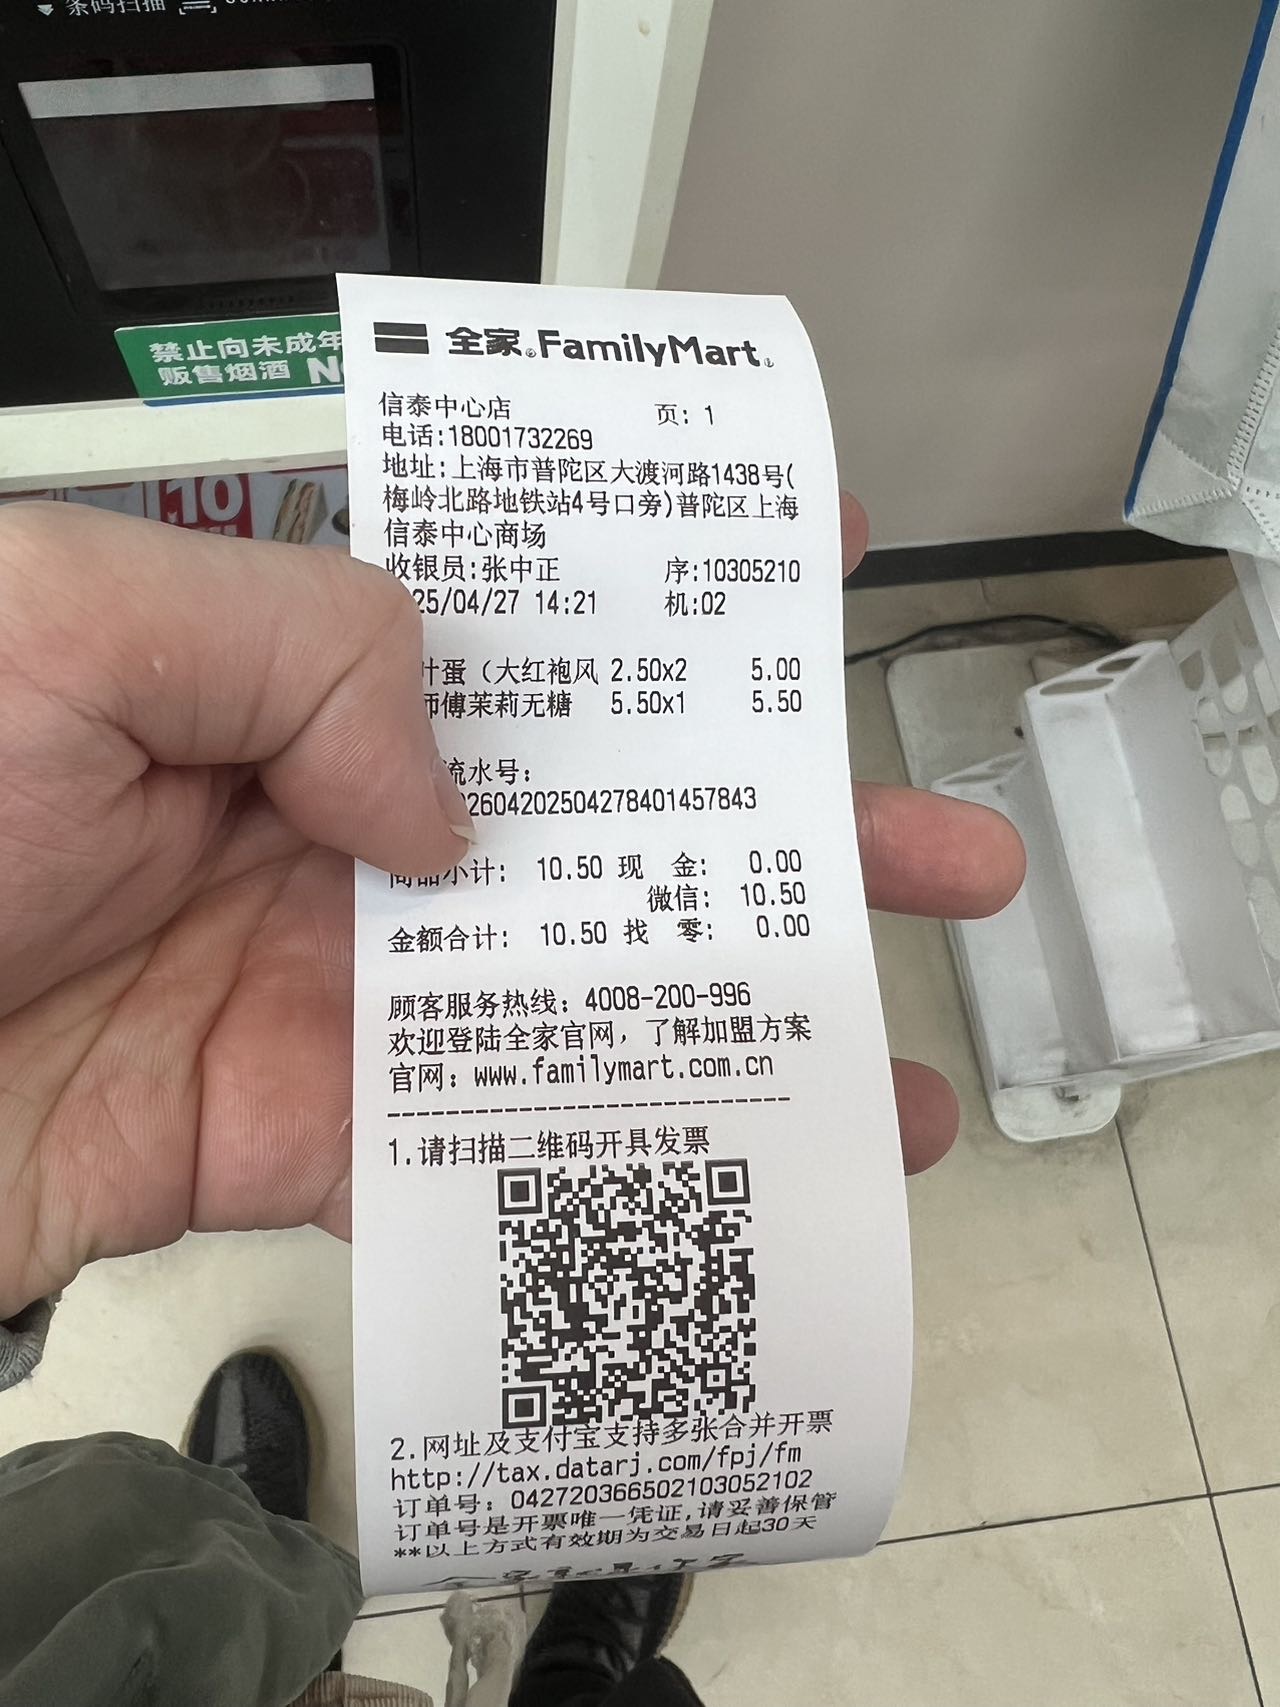 条码扫描
禁止向未成年
贩售烟酒 N
10
全家 FamilyMart
信泰中心店 页: 1
电话:18001732269
地址:上海市普陀区大渡河路1438号(
梅岭北路地铁站4号口旁)普陀区上海
信泰中心商场
收银员:张中正 序:10305210
25/04/27 14:21 机:02
叶蛋（大红袍风 2.50x2 5.00
师傅茉莉无糖 5.50x1 5.50
流水号:
2604202504278401457843
商品小计: 10.50 现 金: 0.00
微信: 10.50
金额合计: 10.50 找 零: 0.00
顾客服务热线: 4008-200-996
欢迎登陆全家官网，了解加盟方案
官网: www.familymart.com.cn
1.请扫描二维码开具发票
2.网址及支付宝支持多张合并开票
http://tax.datarj.com/fpj/fm
订单号: 042720366502103052102
订单号是开票唯一凭证,请妥善保管
**以上方式有效期为交易日起30天